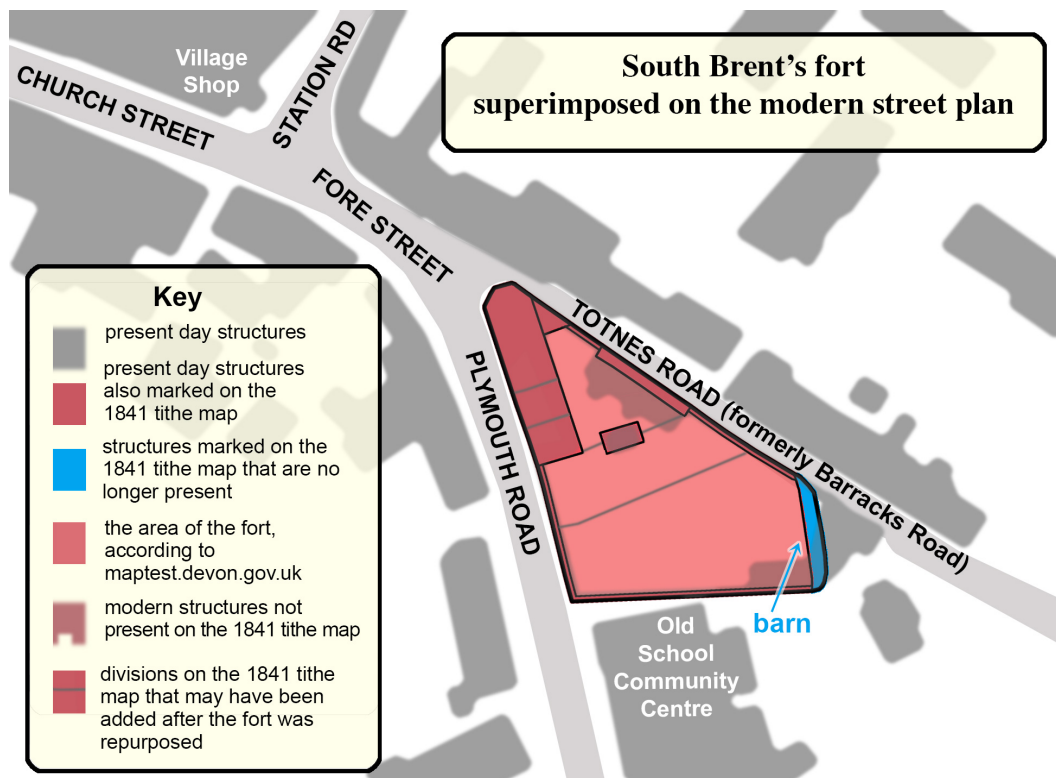 South Brent's fort
superimposed on the modern street plan
Village
Shop
CHURCH STREET
STATION RD
FORE STREET
TOTNES ROAD (formerly Barracks Road)
PLYMOUTH ROAD
barn
Old
School
Community
Centre
Key
present day structures
present day structures
also marked on the
1841 tithe map
structures marked on the
1841 tithe map that are no
longer present
the area of the fort,
according to
maptest.devon.gov.uk
modern structures not
present on the 1841 tithe map
divisions on the 1841 tithe
map that may have been
added after the fort was
repurposed